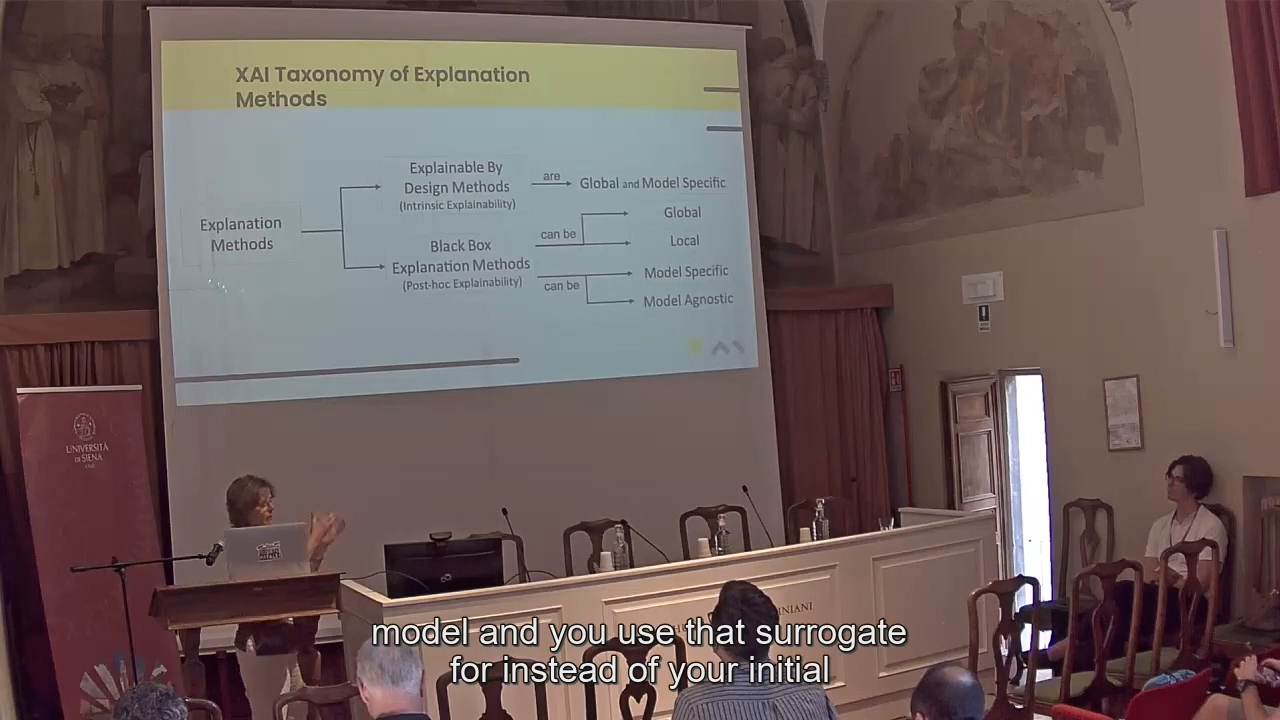 XAI Taxonomy of Explanation
Methods
Explanation
Methods
Explainable By
Design Methods
(Intrinsic Explainability)
are
Global and Model Specific
Black Box
Explanation Methods
(Post-hoc Explainability)
can be
Global
Local
can be
Model Specific
Model Agnostic
UNIVERSITÀ
DI SIENA
1240
model and you use that surrogate
for instead of your initial